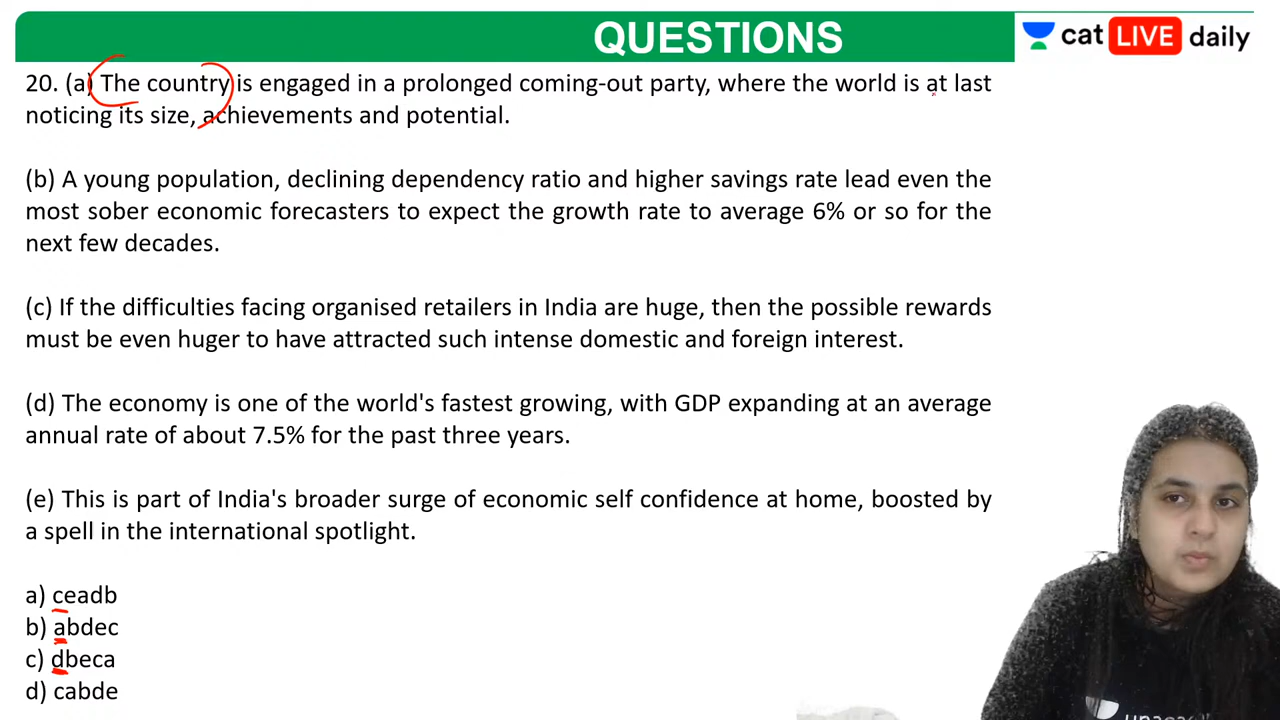 QUESTIONS
cat LIVE daily
20. (a) The country is engaged in a prolonged coming-out party, where the world is at last
noticing its size, achievements and potential.
(b) A young population, declining dependency ratio and higher savings rate lead even the
most sober economic forecasters to expect the growth rate to average 6% or so for the
next few decades.
(c) If the difficulties facing organised retailers in India are huge, then the possible rewards
must be even huger to have attracted such intense domestic and foreign interest.
(d) The economy is one of the world's fastest growing, with GDP expanding at an average
annual rate of about 7.5% for the past three years.
(e) This is part of India's broader surge of economic self confidence at home, boosted by
a spell in the international spotlight.
a) ceadb
b) abdec
c) dbeca
d) cabde